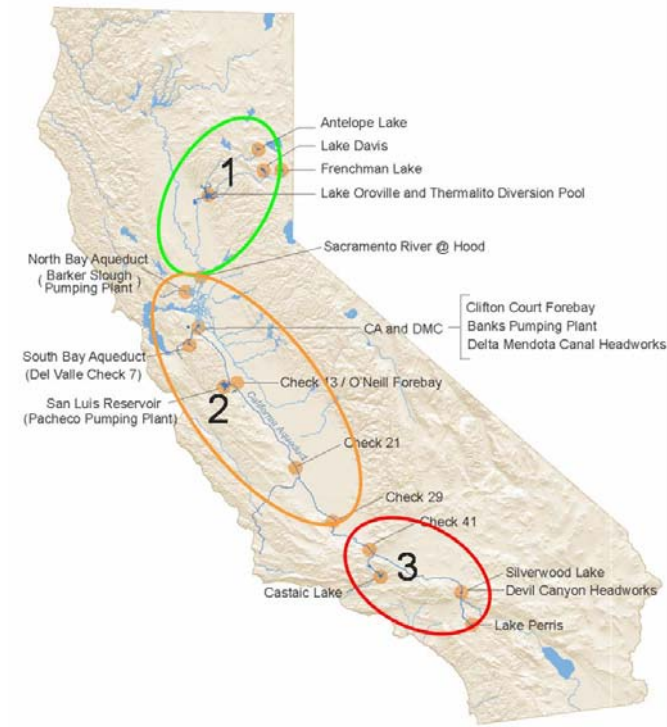 Antelope Lake
Lake Davis
1
Frenchman Lake
Lake Oroville and Thermalito Diversion Pool
Sacramento River @ Hood
North Bay Aqueduct
( Barker Slough )
Pumping Plant
Clifton Court Forebay
CA and DMC
Banks Pumping Plant
Delta Mendota Canal Headworks
South Bay Aqueduct
(Del Valle Check 7)
Check 13 / O'Neill Forebay
San Luis Reservoir
(Pacheco Pumping Plant)
2
California Aqueduct
Check 21
Check 29
Check 41
3
Silverwood Lake
Devil Canyon Headworks
Castaic Lake
Lake Perris